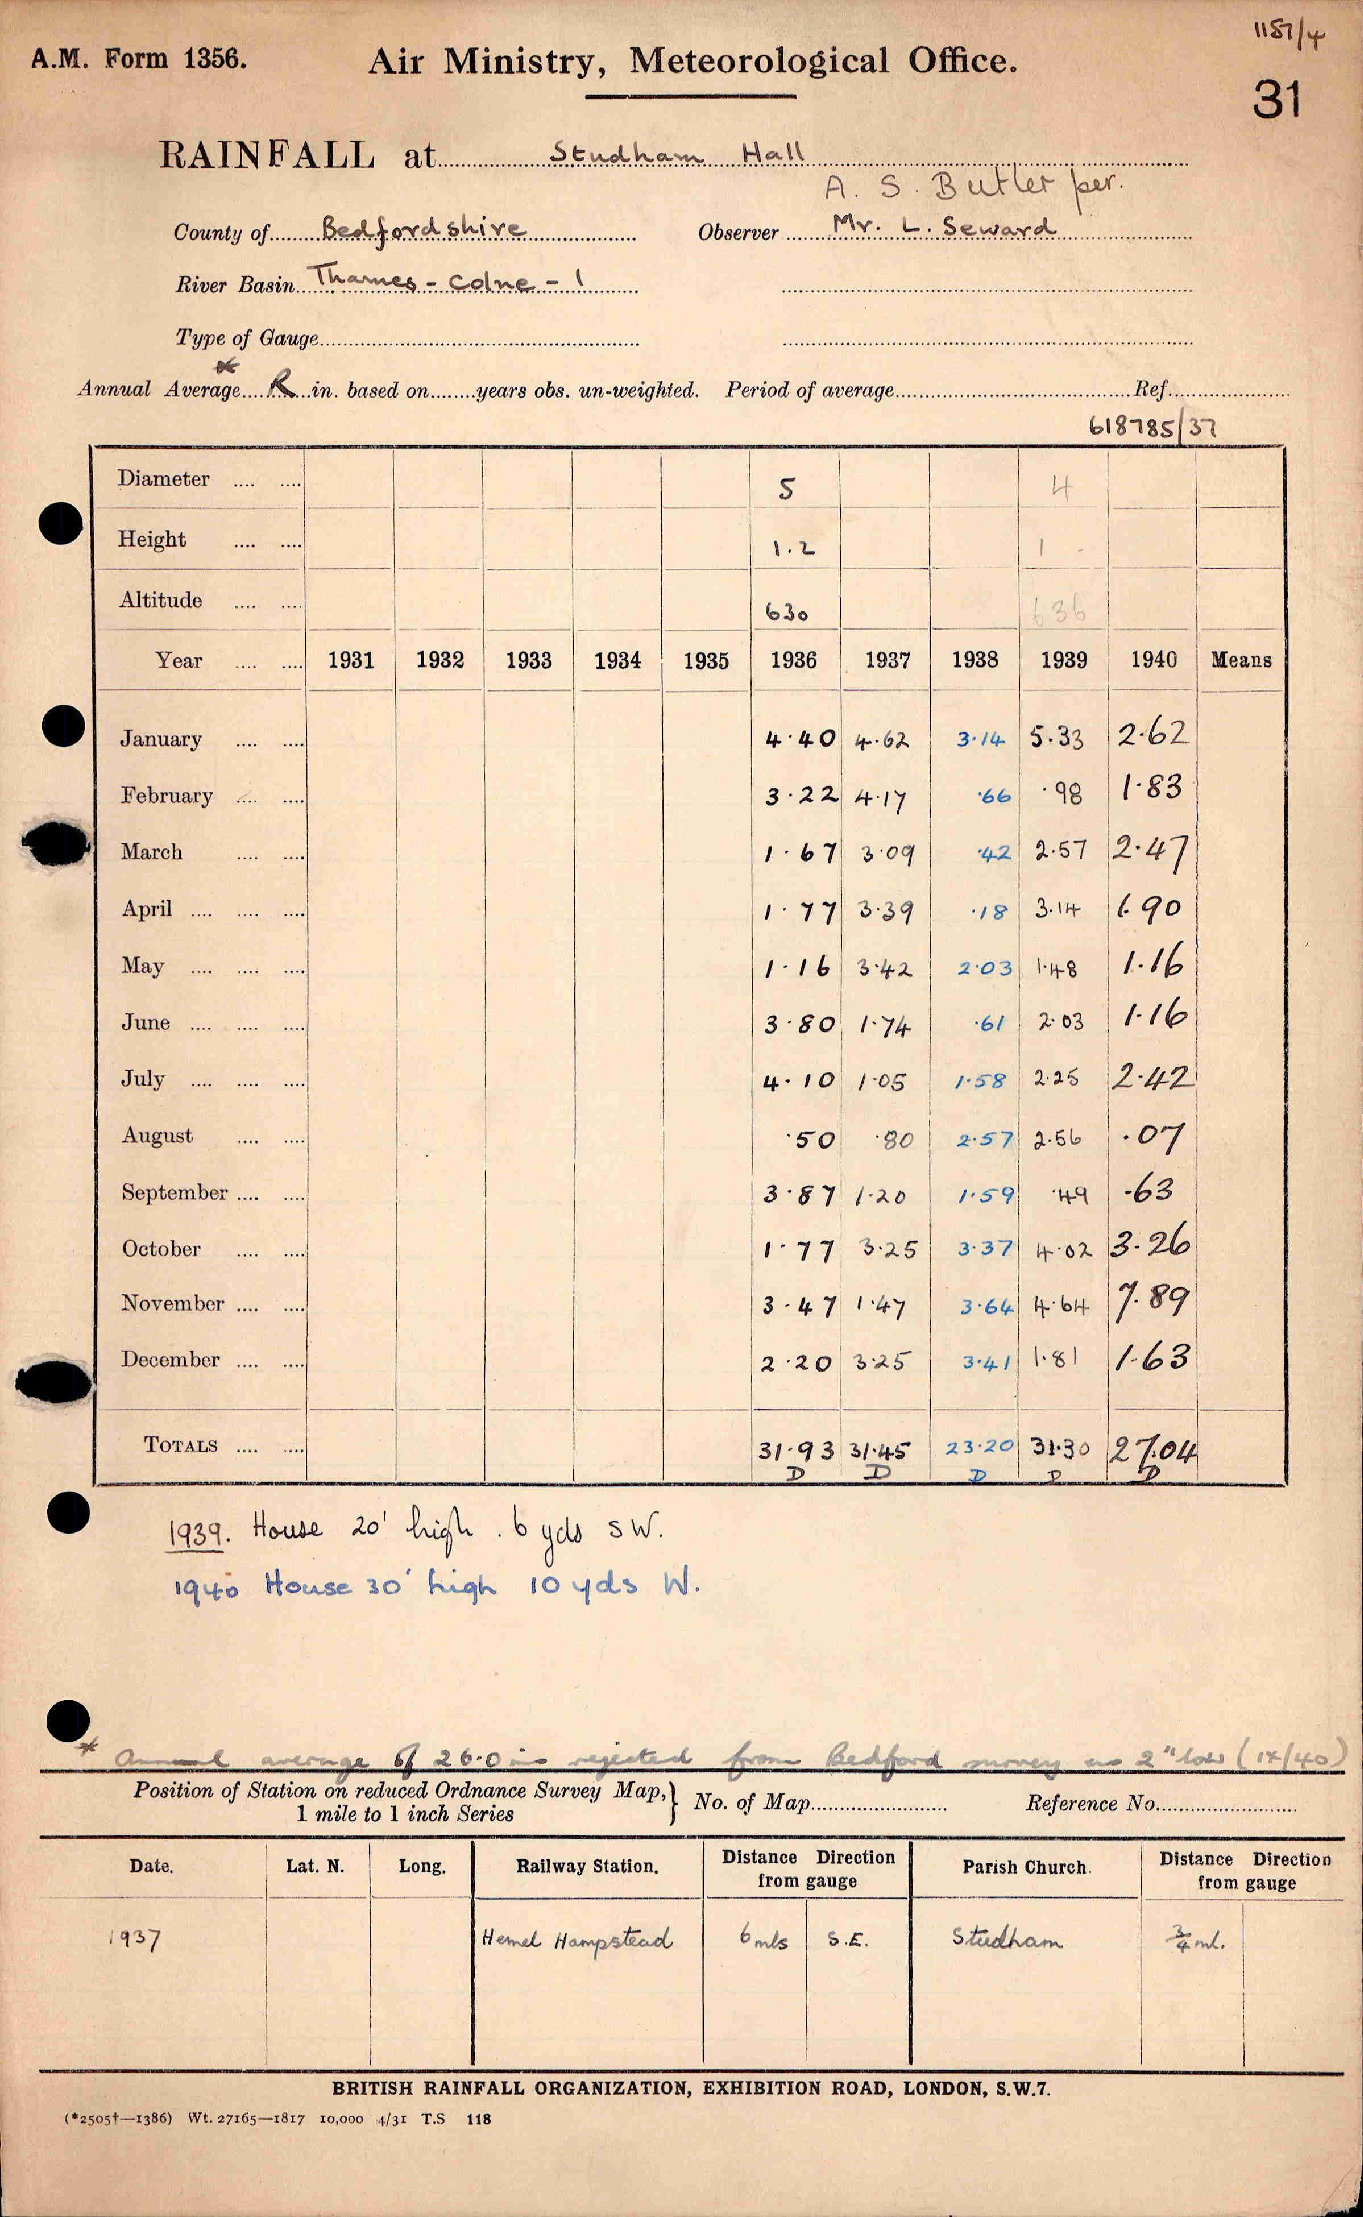 1157/4
A.M. Form 1356. Air Ministry, Meteorological Office.
31
RAINFALL at Studham Hall
A. S. Butler per.
County of Bedfordshire Observer Mr. L. Seward
River Basin Thames - Colne - 1
Type of Gauge
Annual Average * R in. based on years obs. un-weighted. Period of average Ref.
618785/37
Diameter .... .... 5 4
Height .... .... 1.2 1
Altitude .... .... 630 636
Year .... .... 1931 1932 1933 1934 1935 1936 1937 1938 1939 1940 Means
January .... .... 4.40 4.62 3.14 5.33 2.62
February .... .... 3.22 4.17 .66 .98 1.83
March .... .... 1.67 3.09 .42 2.57 2.47
April .... .... .... 1.77 3.39 .18 3.14 1.90
May .... .... .... 1.16 3.42 2.03 1.48 1.16
June .... .... .... 3.80 1.74 .61 2.03 1.16
July .... .... .... 4.10 1.05 1.58 2.25 2.42
August .... .... .50 .80 2.57 2.56 .07
September .... .... 3.87 1.20 1.59 .49 .63
October .... .... 1.77 3.25 3.37 4.02 3.26
November .... .... 3.47 1.47 3.64 4.64 7.89
December .... .... 2.20 3.25 3.41 1.81 1.63
TOTALS .... .... 31.93 31.45 23.20 31.30 27.04
D D D D D
1939. House 20' high . 6 yds SW.
1940 House 30' high 10 yds W.
* Annual average of 26.0 in rejected from Bedford survey as 2" low (ix/40)
Position of Station on reduced Ordnance Survey Map, } No. of Map Reference No.
1 mile to 1 inch Series
Date. Lat. N. Long. Railway Station. Distance Direction from gauge Parish Church. Distance Direction from gauge
1937 Hemel Hampstead 6 mls S.E. Studham 3/4 ml.
BRITISH RAINFALL ORGANIZATION, EXHIBITION ROAD, LONDON, S.W.7.
(*2505†—1386) Wt. 27165—1817 10,000 4/31 T.S 118